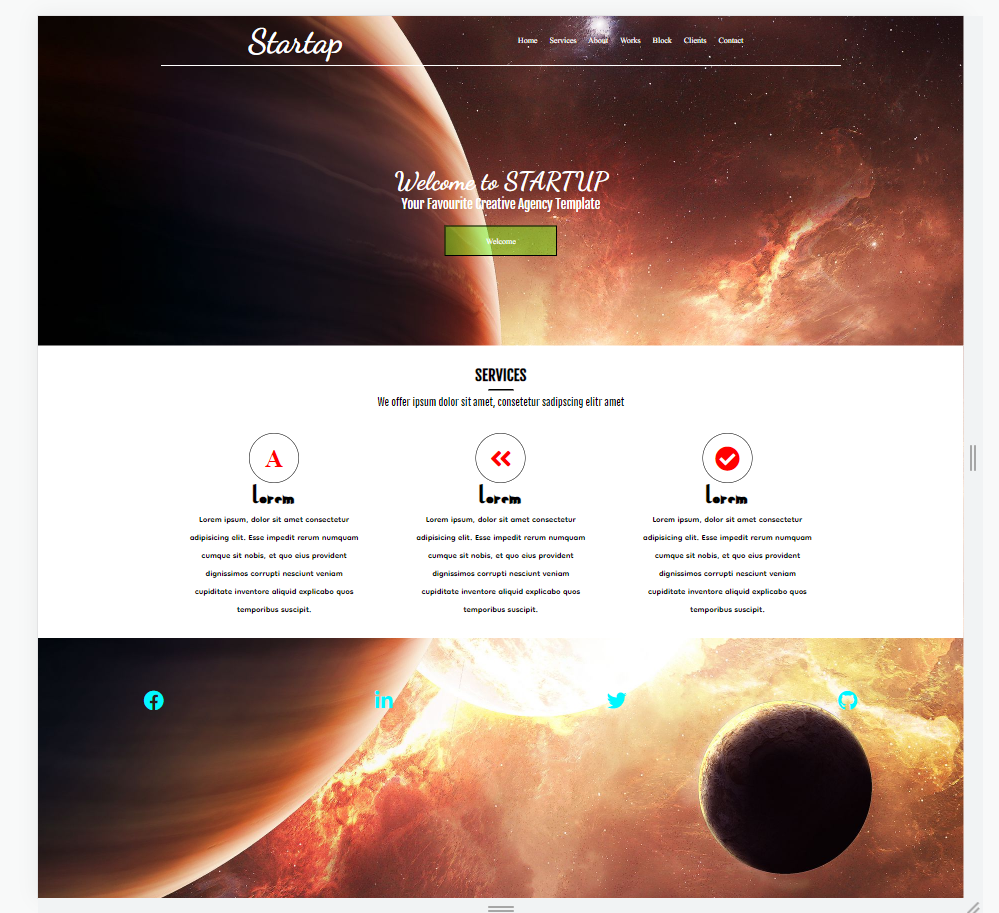 Startap
Home Services About Works Block Clients Contact
Welcome to STARTUP
Your Favourite Creative Agency Template
Welcome
SERVICES
We offer ipsum dolor sit amet, consetetur sadipscing elitr amet
A
Lorem
Lorem ipsum, dolor sit amet consectetur
adipisicing elit. Esse impedit rerum numquam
cumque sit nobis, et quo eius provident
dignissimos corrupti nesciunt veniam
cupiditate inventore aliquid explicabo quos
temporibus suscipit.
Lorem
Lorem ipsum, dolor sit amet consectetur
adipisicing elit. Esse impedit rerum numquam
cumque sit nobis, et quo eius provident
dignissimos corrupti nesciunt veniam
cupiditate inventore aliquid explicabo quos
temporibus suscipit.
Lorem
Lorem ipsum, dolor sit amet consectetur
adipisicing elit. Esse impedit rerum numquam
cumque sit nobis, et quo eius provident
dignissimos corrupti nesciunt veniam
cupiditate inventore aliquid explicabo quos
temporibus suscipit.
in